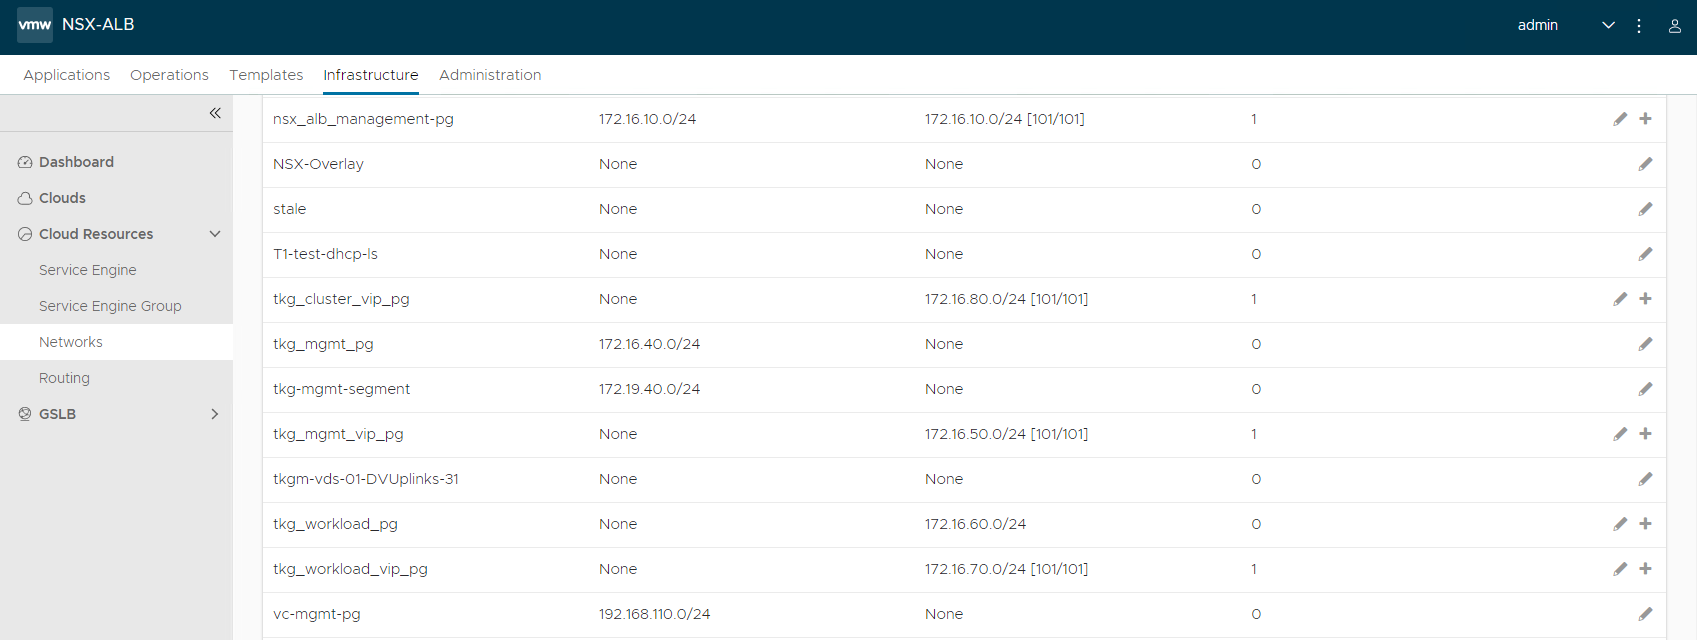 vmw NSX-ALB admin
Applications Operations Templates Infrastructure Administration
Dashboard
Clouds
Cloud Resources
Service Engine
Service Engine Group
Networks
Routing
GSLB
nsx_alb_management-pg 172.16.10.0/24 172.16.10.0/24 [101/101] 1
NSX-Overlay None None 0
stale None None 0
T1-test-dhcp-ls None None 0
tkg_cluster_vip_pg None 172.16.80.0/24 [101/101] 1
tkg_mgmt_pg 172.16.40.0/24 None 0
tkg-mgmt-segment 172.19.40.0/24 None 0
tkg_mgmt_vip_pg None 172.16.50.0/24 [101/101] 1
tkgm-vds-01-DVUplinks-31 None None 0
tkg_workload_pg None 172.16.60.0/24 0
tkg_workload_vip_pg None 172.16.70.0/24 [101/101] 1
vc-mgmt-pg 192.168.110.0/24 None 0